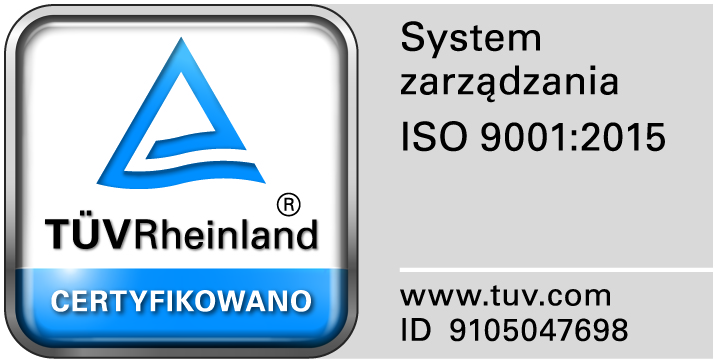 TÜVRheinland®
CERTYFIKOWANO
System
zarządzania
ISO 9001:2015
www.tuv.com
ID 9105047698